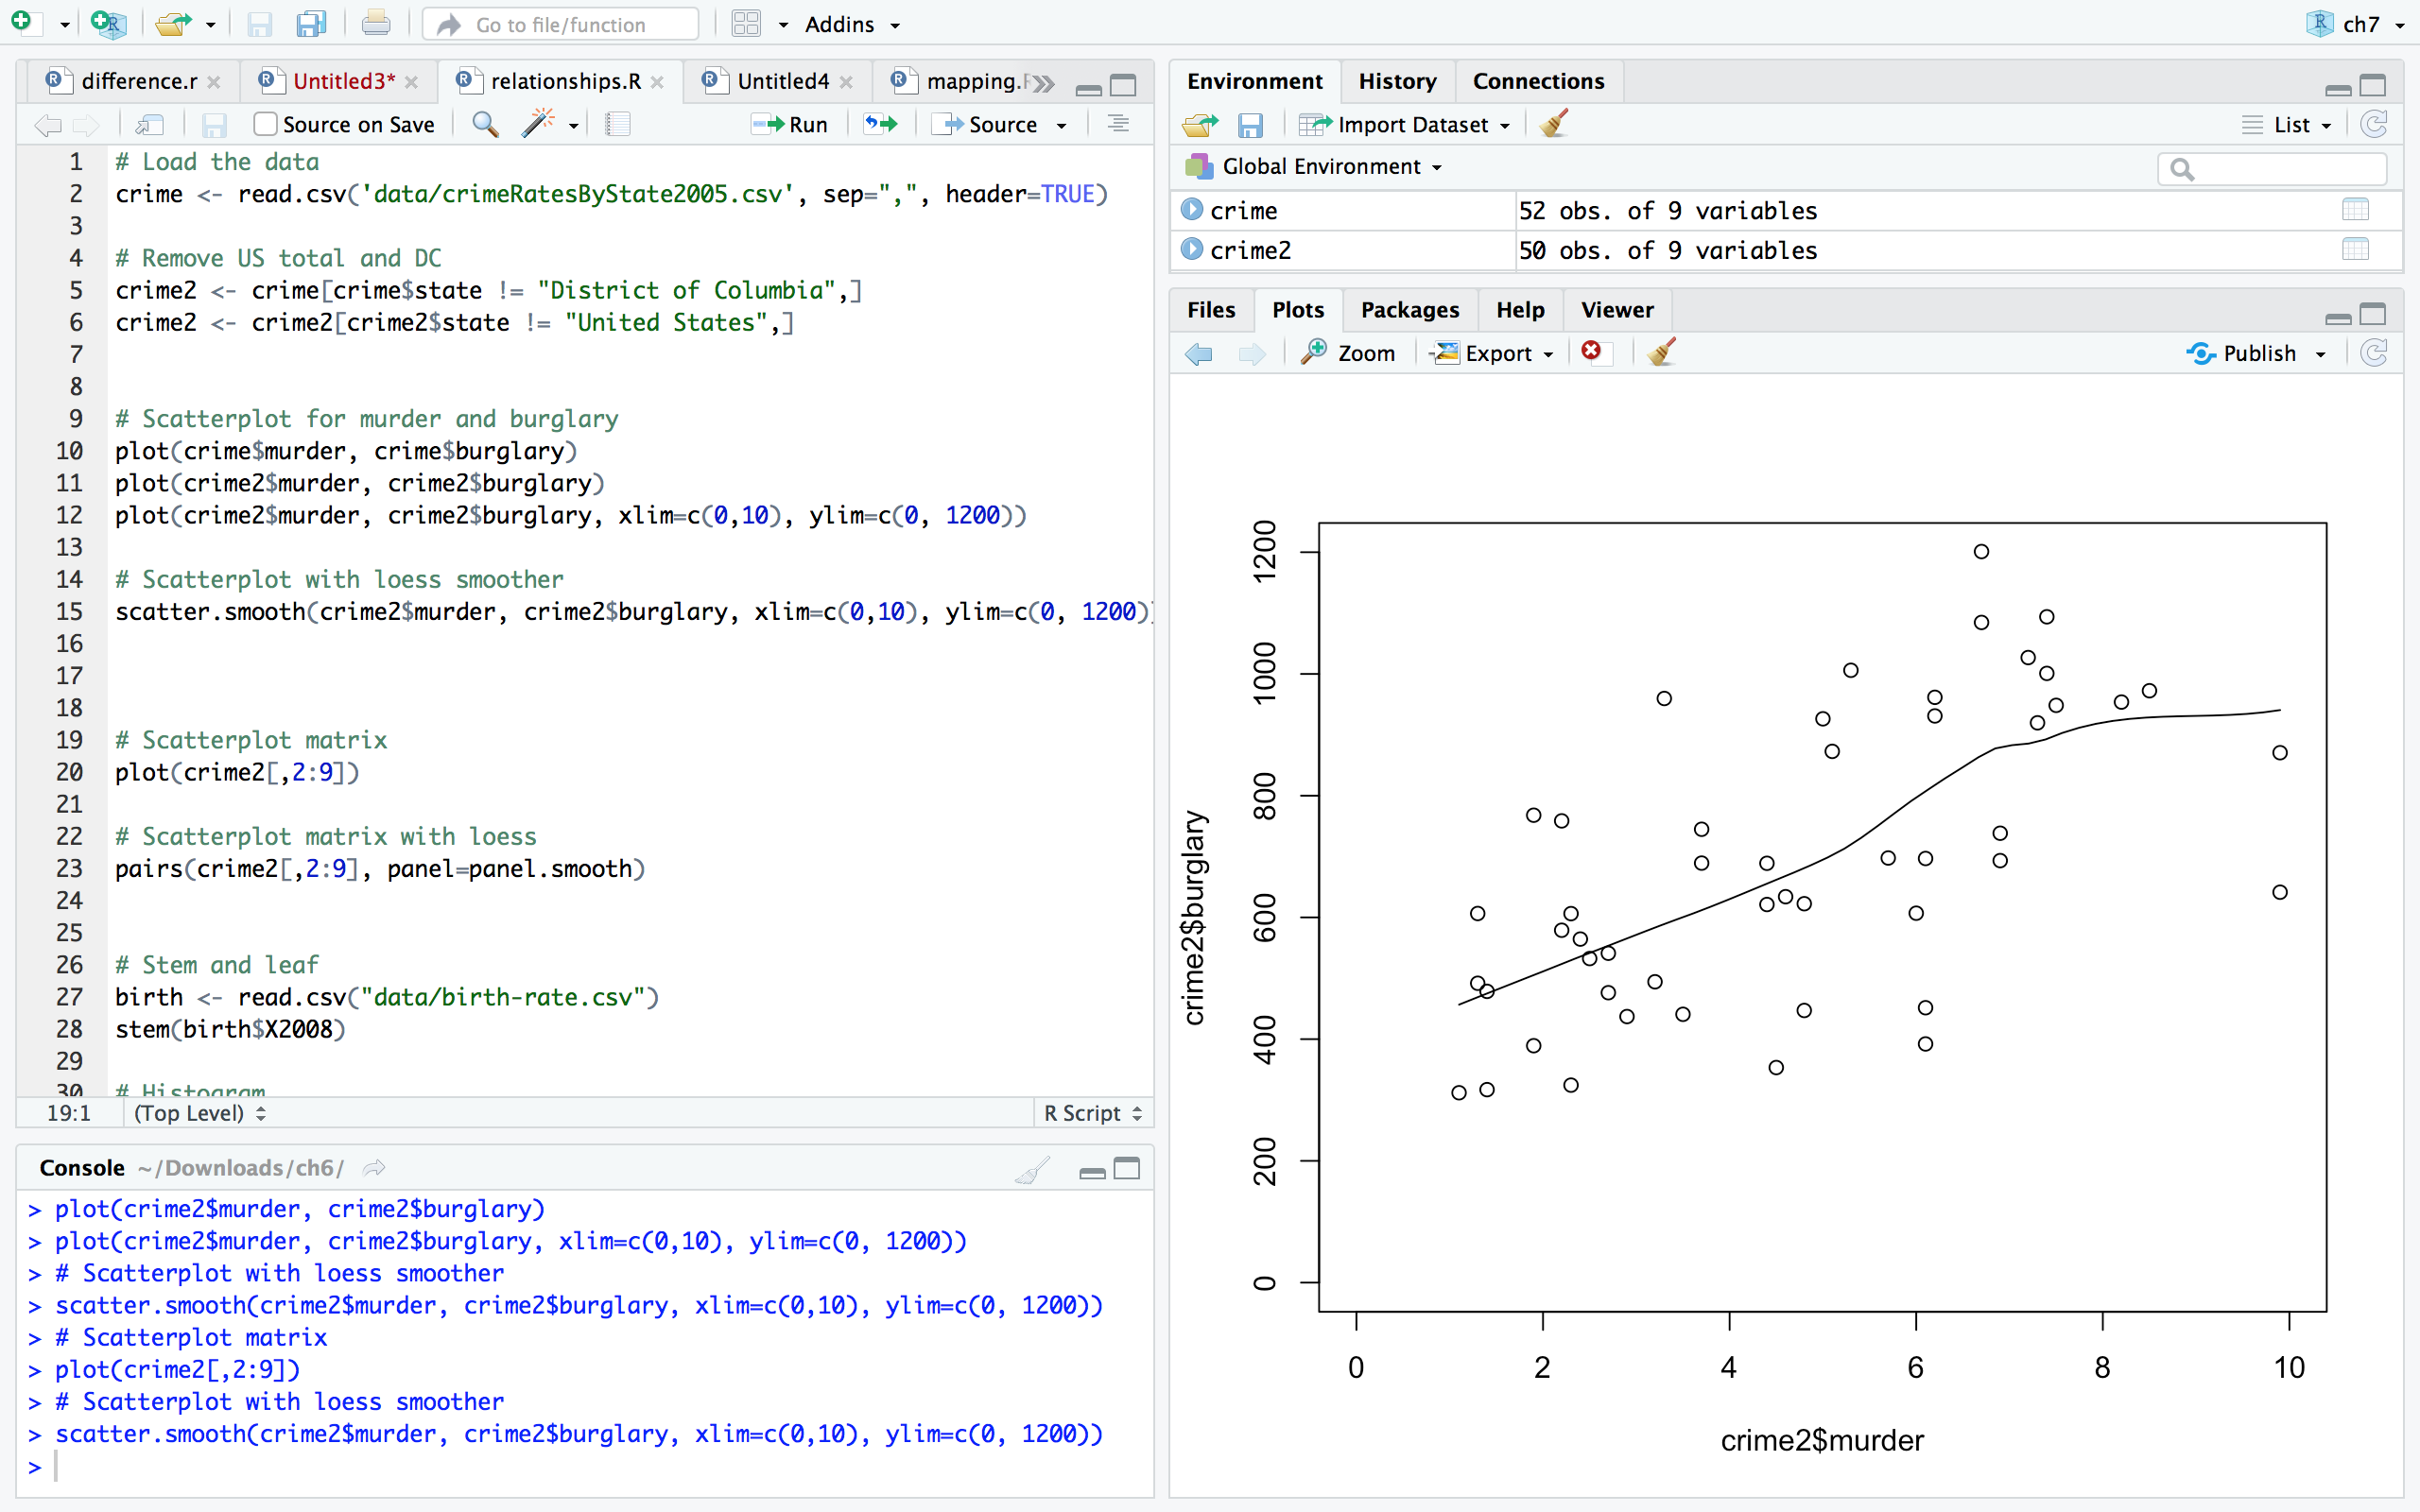 Go to file/function
Addins
ch7
difference.r
Untitled3*
relationships.R
Untitled4
mapping.
Source on Save
Run
Source
1 # Load the data
2 crime <- read.csv('data/crimeRatesByState2005.csv', sep=",", header=TRUE)
3
4 # Remove US total and DC
5 crime2 <- crime[crime$state != "District of Columbia",]
6 crime2 <- crime2[crime2$state != "United States",]
7
8
9 # Scatterplot for murder and burglary
10 plot(crime$murder, crime$burglary)
11 plot(crime2$murder, crime2$burglary)
12 plot(crime2$murder, crime2$burglary, xlim=c(0,10), ylim=c(0, 1200))
13
14 # Scatterplot with loess smoother
15 scatter.smooth(crime2$murder, crime2$burglary, xlim=c(0,10), ylim=c(0, 1200)
16
17
18
19 # Scatterplot matrix
20 plot(crime2[,2:9])
21
22 # Scatterplot matrix with loess
23 pairs(crime2[,2:9], panel=panel.smooth)
24
25
26 # Stem and leaf
27 birth <- read.csv("data/birth-rate.csv")
28 stem(birth$X2008)
29
30 # Histogram
19:1 (Top Level)
R Script
Console ~/Downloads/ch6/
> plot(crime2$murder, crime2$burglary)
> plot(crime2$murder, crime2$burglary, xlim=c(0,10), ylim=c(0, 1200))
> # Scatterplot with loess smoother
> scatter.smooth(crime2$murder, crime2$burglary, xlim=c(0,10), ylim=c(0, 1200))
> # Scatterplot matrix
> plot(crime2[,2:9])
> # Scatterplot with loess smoother
> scatter.smooth(crime2$murder, crime2$burglary, xlim=c(0,10), ylim=c(0, 1200))
>
Environment
History
Connections
Import Dataset
List
Global Environment
crime 52 obs. of 9 variables
crime2 50 obs. of 9 variables
Files
Plots
Packages
Help
Viewer
Zoom
Export
Publish
crime2$burglary
1200
1000
800
600
400
200
0
0 2 4 6 8 10
crime2$murder